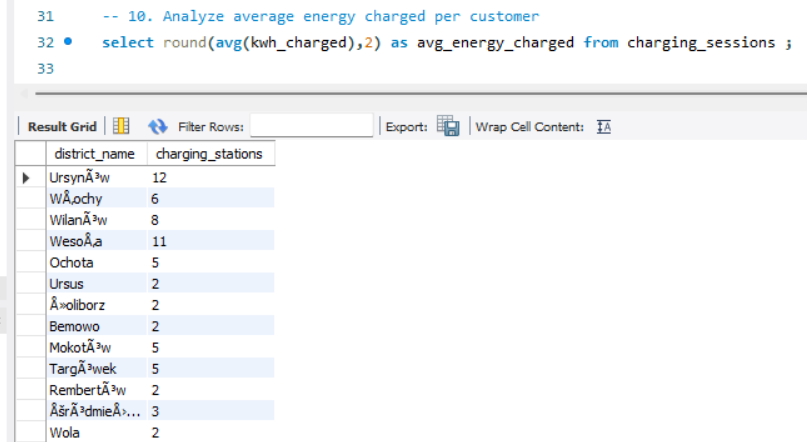 31 -- 10. Analyze average energy charged per customer
32 select round(avg(kwh_charged),2) as avg_energy_charged from charging_sessions ;
33
Result Grid Filter Rows: Export: Wrap Cell Content:
district_name charging_stations
UrsynÃ³w 12
WÅ‚ochy 6
WilanÃ³w 8
WesoÅ‚a 11
Ochota 5
Ursus 2
Å»oliborz 2
Bemowo 2
MokotÃ³w 5
TargÃ³wek 5
RembertÃ³w 2
ÅšrÃ³dmieÅ›... 3
Wola 2